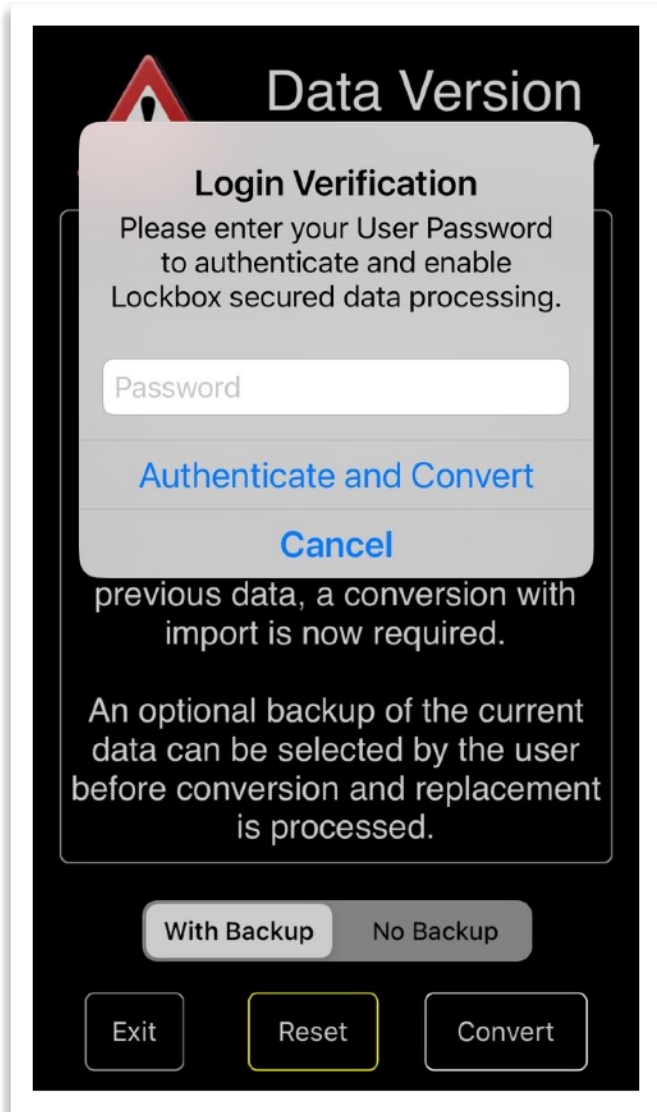 Data Version
Login Verification
Please enter your User Password
to authenticate and enable
Lockbox secured data processing.
Password
Authenticate and Convert
Cancel
previous data, a conversion with
import is now required.
An optional backup of the current
data can be selected by the user
before conversion and replacement
is processed.
With Backup No Backup
Exit Reset Convert